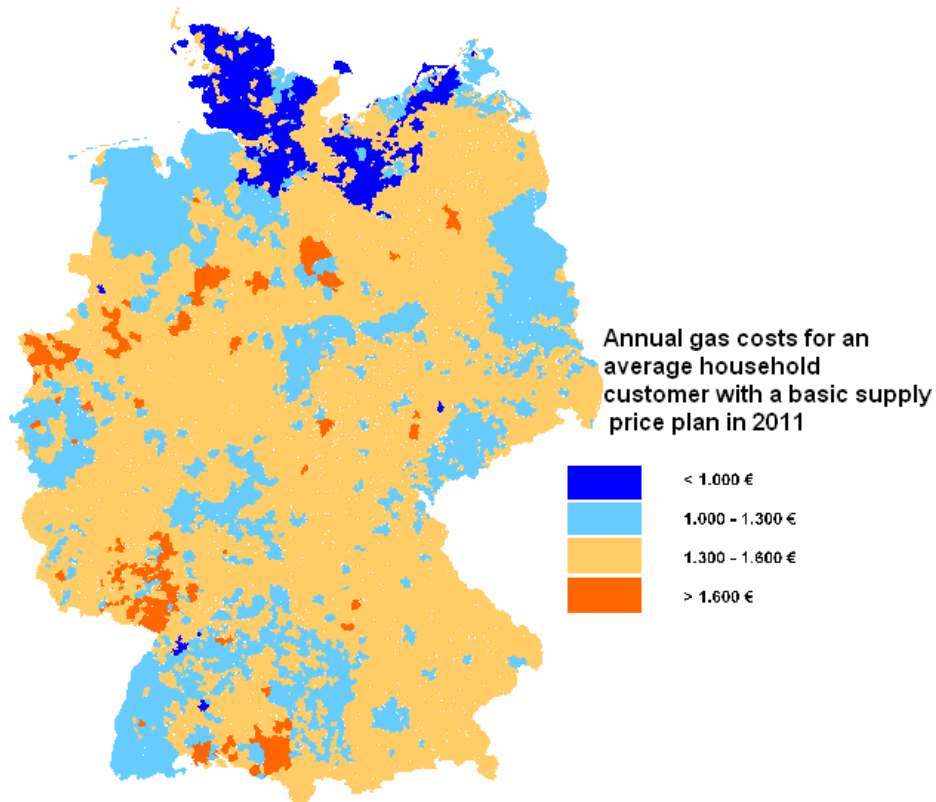 Annual gas costs for an
average household
customer with a basic supply
price plan in 2011
< 1.000 €
1.000 - 1.300 €
1.300 - 1.600 €
> 1.600 €